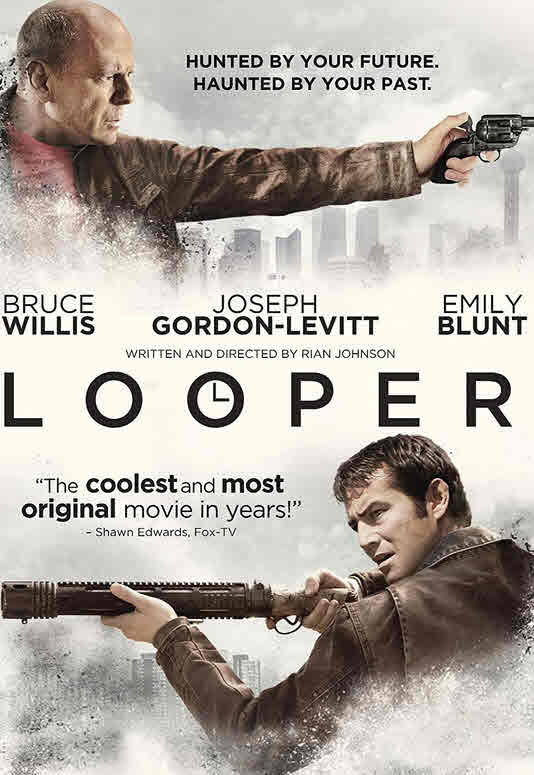 HUNTED BY YOUR FUTURE.
HAUNTED BY YOUR PAST.
BRUCE WILLIS
JOSEPH GORDON-LEVITT
EMILY BLUNT
WRITTEN AND DIRECTED BY RIAN JOHNSON
LOOPER
“The coolest and most
original movie in years!”
– Shawn Edwards, Fox-TV